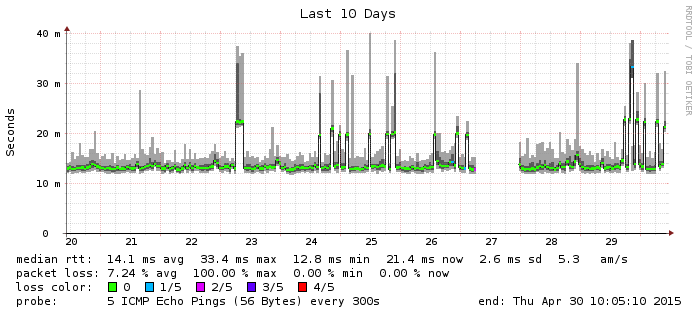 Last 10 Days
RRDTOOL / TOBI OETIKER
Seconds
40 m
30 m
20 m
10 m
0
20 21 22 23 24 25 26 27 28 29
median rtt: 14.1 ms avg 33.4 ms max 12.8 ms min 21.4 ms now 2.6 ms sd 5.3 am/s
packet loss: 7.24 % avg 100.00 % max 0.00 % min 0.00 % now
loss color: 0 1/5 2/5 3/5 4/5
probe: 5 ICMP Echo Pings (56 Bytes) every 300s end: Thu Apr 30 10:05:10 2015